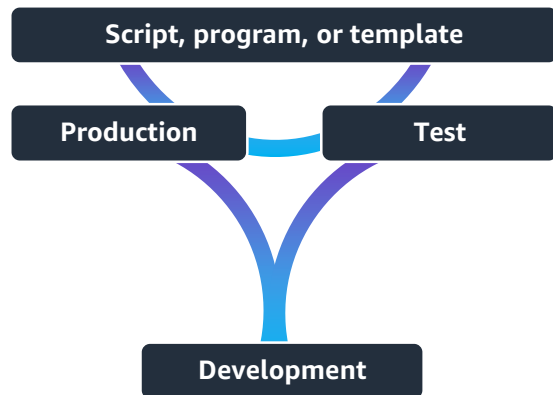 Script, program, or template
Production
Test
Development